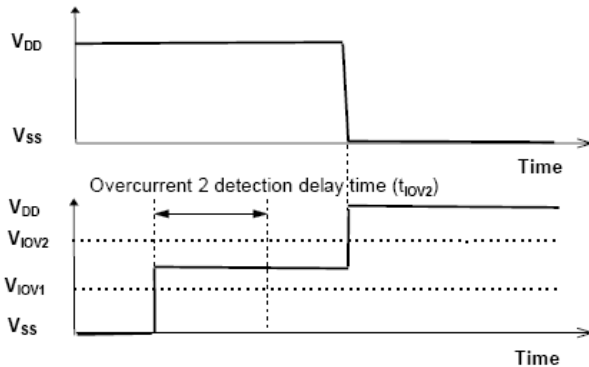 VDD
VSS
Time
Overcurrent 2 detection delay time (tIOV2)
VDD
VIOV2
VIOV1
VSS
Time